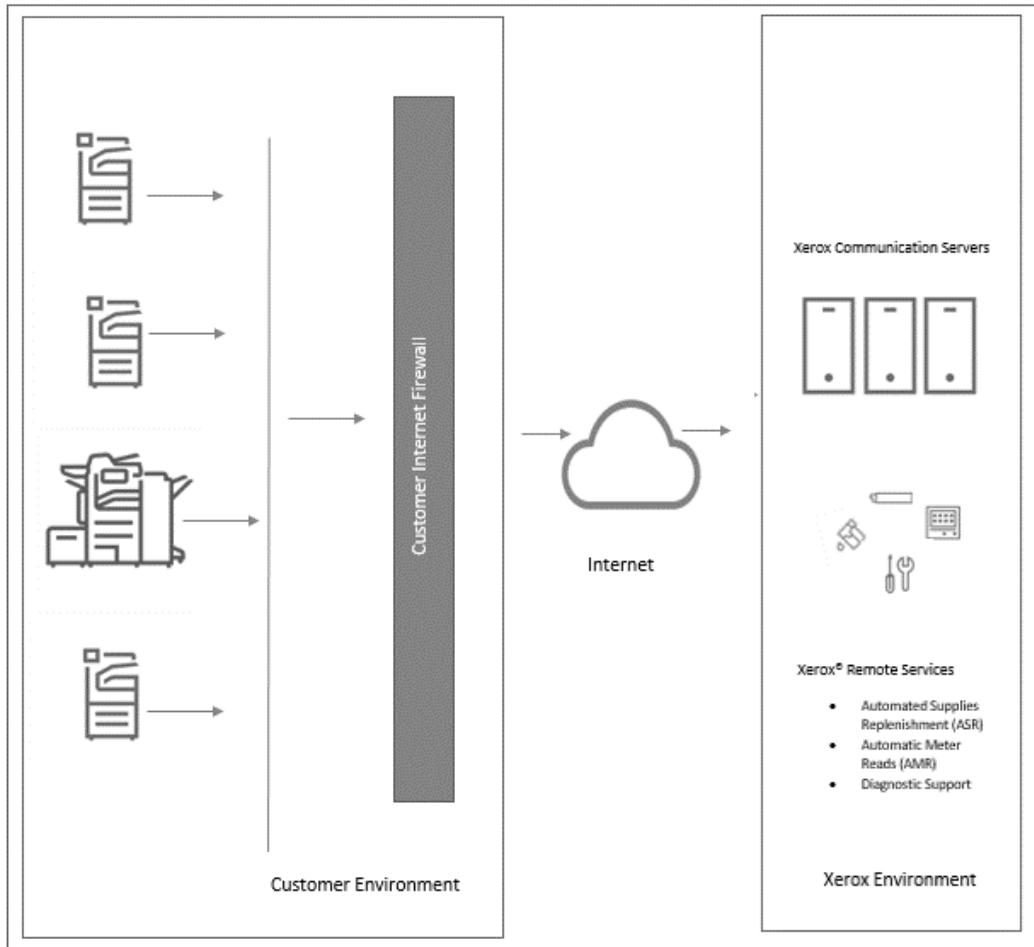 Customer Internet Firewall
Customer Environment
Internet
Xerox Communication Servers
Xerox® Remote Services
• Automated Supplies
Replenishment (ASR)
• Automatic Meter
Reads (AMR)
• Diagnostic Support
Xerox Environment